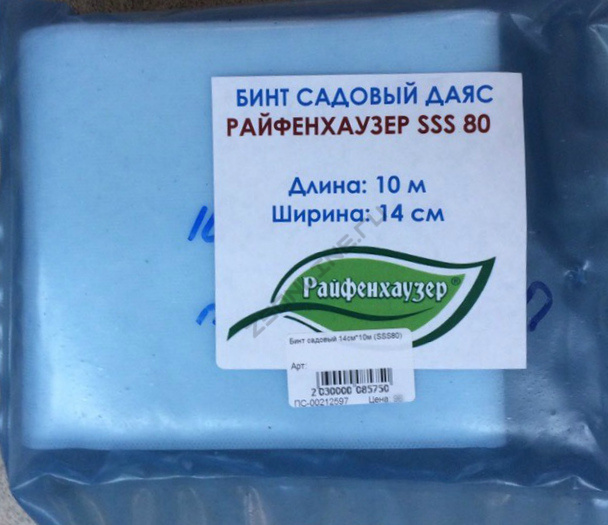 БИНТ САДОВЫЙ ДАЯС
РАЙФЕНХАУЗЕР SSS 80
Длина: 10 м
Ширина: 14 см
Райфенхаузер®
Бинт садовый 14см*10м (SSS80)
Арт:
2 030000 085750
ПС-00212597 Цена: